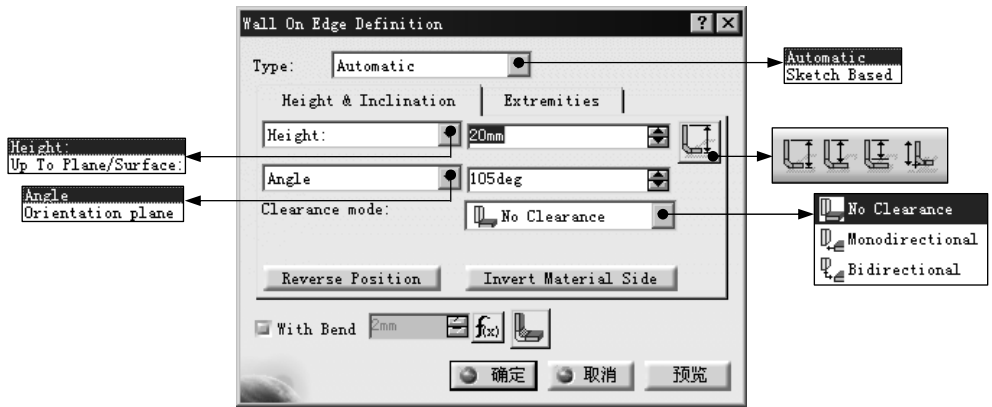 Wall On Edge Definition
Type: Automatic
Automatic
Sketch Based
Height & Inclination Extremities
Height: 20mm
Height:
Up To Plane/Surface:
Angle 105deg
Angle
Orientation plane
Clearance mode: No Clearance
No Clearance
Monodirectional
Bidirectional
Reverse Position Invert Material Side
With Bend 2mm f(x)
确定 取消 预览